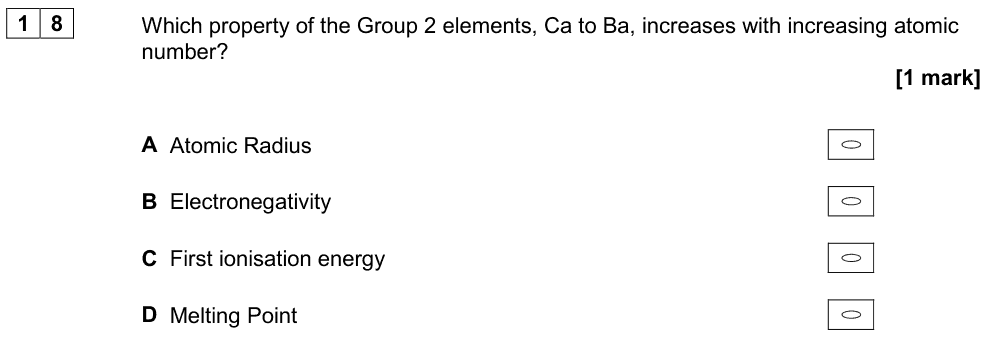 1 8 Which property of the Group 2 elements, Ca to Ba, increases with increasing atomic
number?
[1 mark]
A Atomic Radius
B Electronegativity
C First ionisation energy
D Melting Point